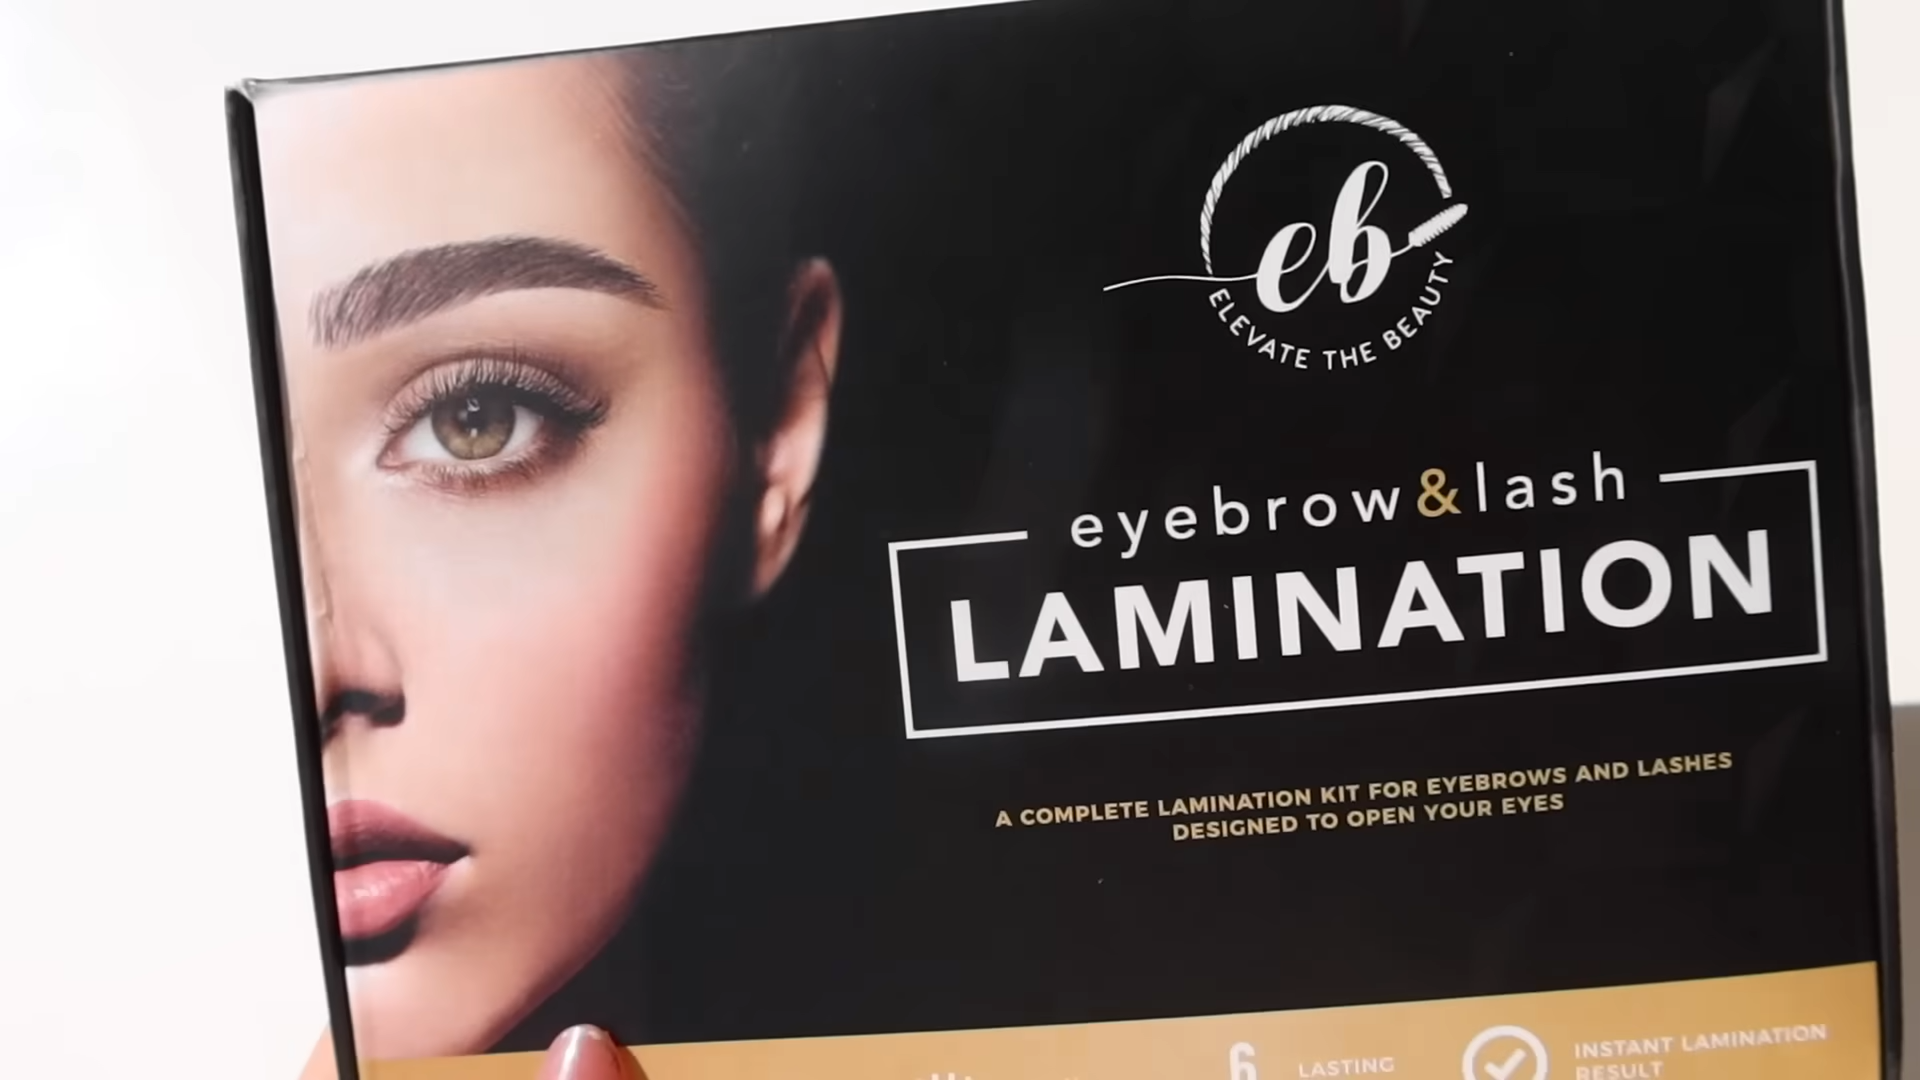 eb
ELEVATE THE BEAUTY
eyebrow&lash
LAMINATION
A COMPLETE LAMINATION KIT FOR EYEBROWS AND LASHES
DESIGNED TO OPEN YOUR EYES
6
LASTING
INSTANT LAMINATION
RESULT